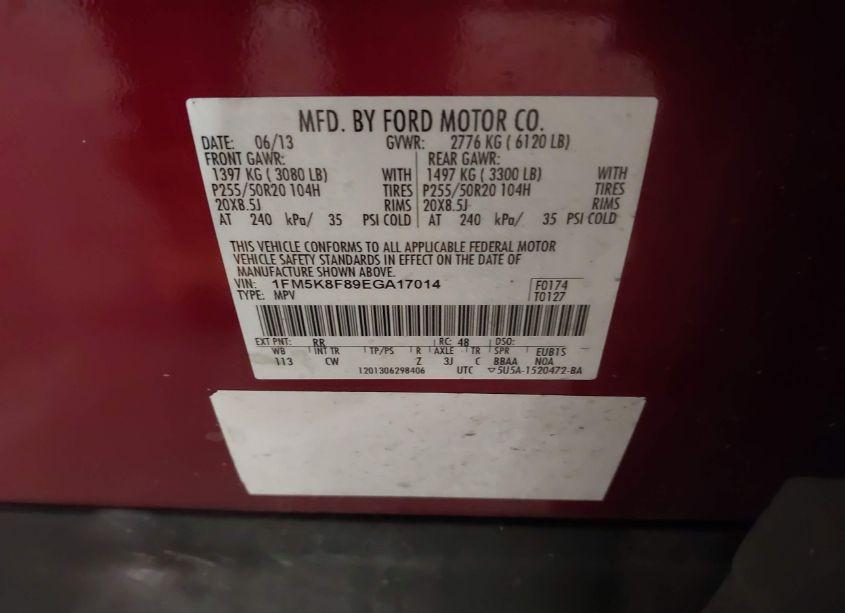 MFD. BY FORD MOTOR CO.
DATE: 06/13 GVWR: 2776 KG ( 6120 LB)
FRONT GAWR: REAR GAWR:
1397 KG ( 3080 LB) WITH 1497 KG ( 3300 LB) WITH
P255/50R20 104H TIRES P255/50R20 104H TIRES
20X8.5J RIMS 20X8.5J RIMS
AT 240 kPa/ 35 PSI COLD AT 240 kPa/ 35 PSI COLD
THIS VEHICLE CONFORMS TO ALL APPLICABLE FEDERAL MOTOR
VEHICLE SAFETY STANDARDS IN EFFECT ON THE DATE OF
MANUFACTURE SHOWN ABOVE.
VIN: 1FM5K8F89EGA17014 F0174
TYPE: MPV T0127
EXT PNT: RR RC: 48 DSO:
WB INT TR TP/PS R AXLE TR SPR EUB1S
113 CW Z 3J C BBAA NOA
1201306298406 UTC ▽5U5A-1520472-BA